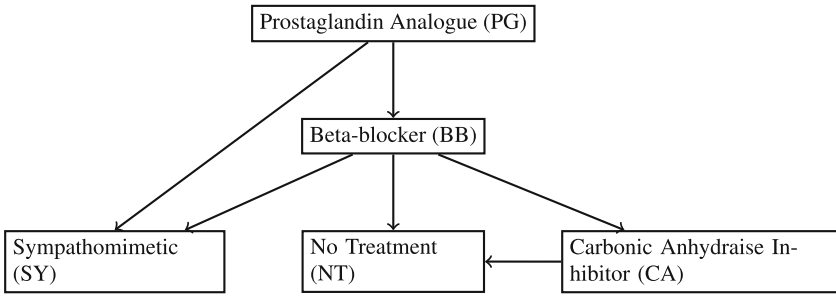 Prostaglandin Analogue (PG)
Beta-blocker (BB)
Sympathomimetic
(SY)
No Treatment
(NT)
Carbonic Anhydraise In-
hibitor (CA)